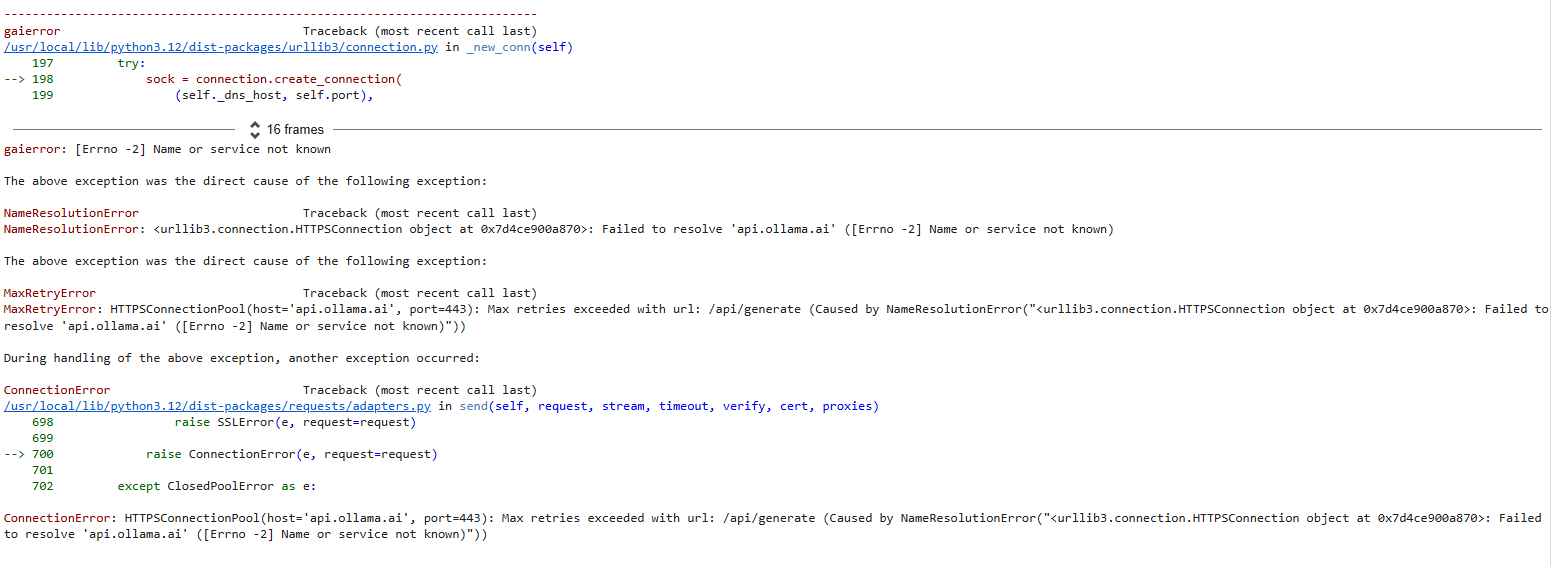 ---------------------------------------------------------------------------
gaierror                                  Traceback (most recent call last)
/usr/local/lib/python3.12/dist-packages/urllib3/connection.py in _new_conn(self)
    197         try:
--> 198             sock = connection.create_connection(
    199                 (self._dns_host, self.port),
16 frames
gaierror: [Errno -2] Name or service not known
The above exception was the direct cause of the following exception:
NameResolutionError                       Traceback (most recent call last)
NameResolutionError: <urllib3.connection.HTTPSConnection object at 0x7d4ce900a870>: Failed to resolve 'api.ollama.ai' ([Errno -2] Name or service not known)
The above exception was the direct cause of the following exception:
MaxRetryError                             Traceback (most recent call last)
MaxRetryError: HTTPSConnectionPool(host='api.ollama.ai', port=443): Max retries exceeded with url: /api/generate (Caused by NameResolutionError("<urllib3.connection.HTTPSConnection object at 0x7d4ce900a870>: Failed to
resolve 'api.ollama.ai' ([Errno -2] Name or service not known)"))
During handling of the above exception, another exception occurred:
ConnectionError                           Traceback (most recent call last)
/usr/local/lib/python3.12/dist-packages/requests/adapters.py in send(self, request, stream, timeout, verify, cert, proxies)
    698                 raise SSLError(e, request=request)
    699
--> 700             raise ConnectionError(e, request=request)
    701
    702         except ClosedPoolError as e:
ConnectionError: HTTPSConnectionPool(host='api.ollama.ai', port=443): Max retries exceeded with url: /api/generate (Caused by NameResolutionError("<urllib3.connection.HTTPSConnection object at 0x7d4ce900a870>: Failed
to resolve 'api.ollama.ai' ([Errno -2] Name or service not known)"))